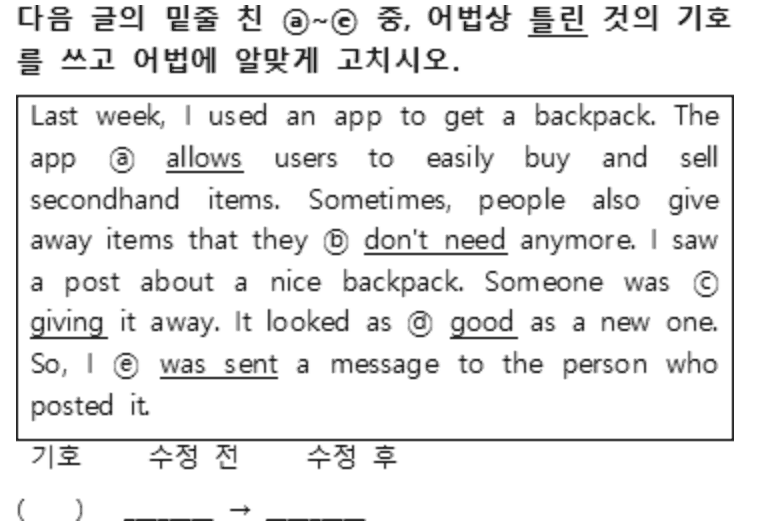 다음 글의 밑줄 친 ⓐ~ⓔ 중, 어법상 틀린 것의 기호
를 쓰고 어법에 알맞게 고치시오.
Last week, I used an app to get a backpack. The
app ⓐ allows users to easily buy and sell
secondhand items. Sometimes, people also give
away items that they ⓑ don't need anymore. I saw
a post about a nice backpack. Someone was ⓒ
giving it away. It looked as ⓓ good as a new one.
So, I ⓔ was sent a message to the person who
posted it.
기호 수정 전 수정 후
( ) ________ → ________